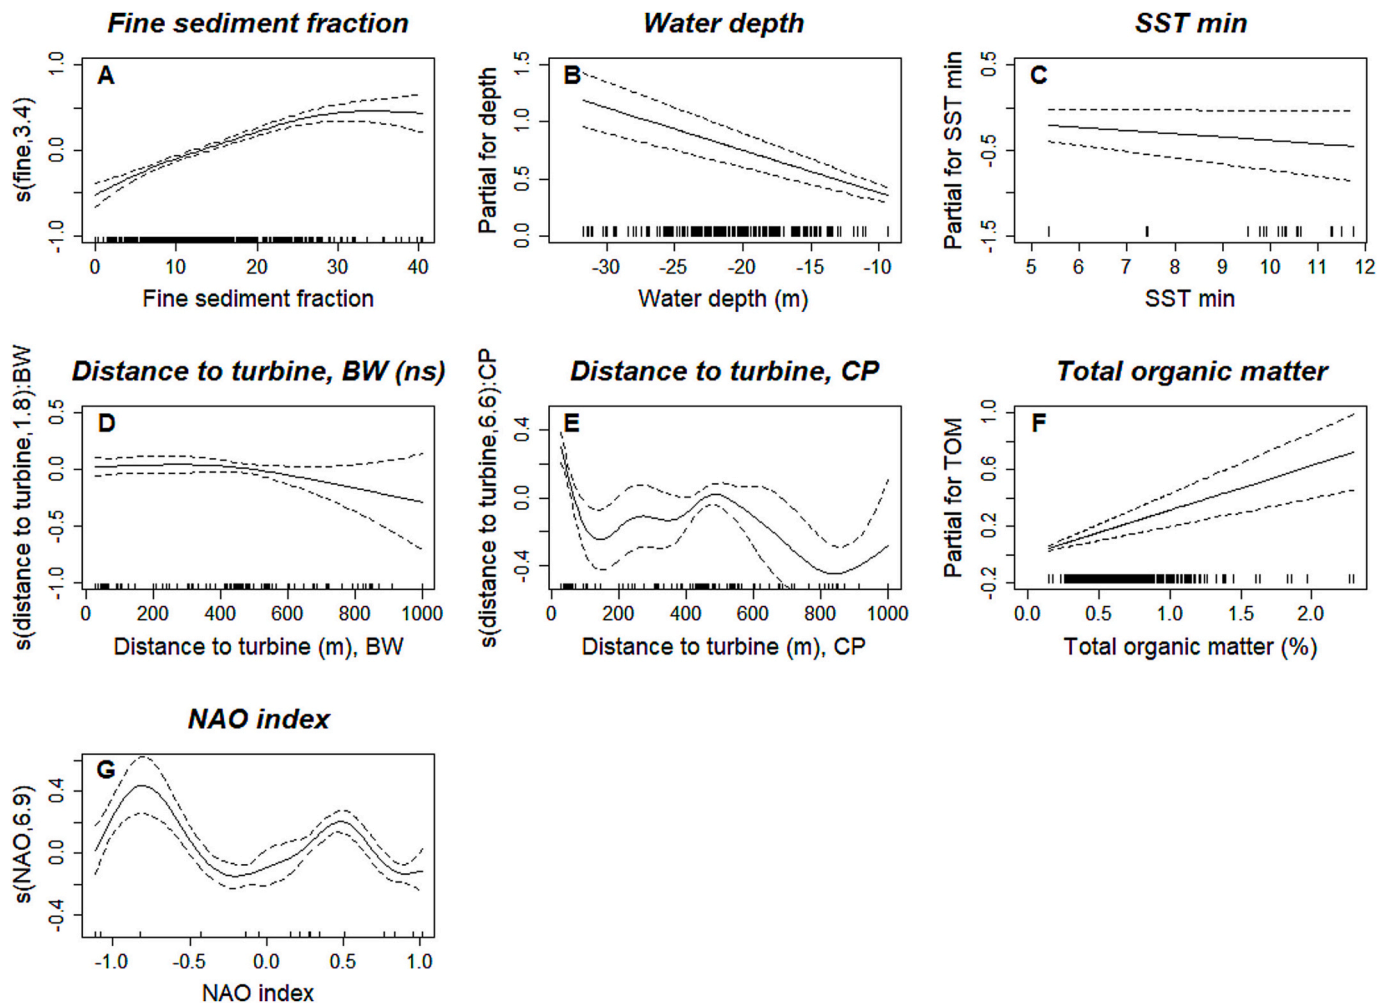 Fine sediment fraction
A
s(fine,3.4)
1.0
0.0
-1.0
0 10 20 30 40
Fine sediment fraction
Water depth
B
Partial for depth
1.5
1.0
0.5
0.0
-30 -25 -20 -15 -10
Water depth (m)
SST min
C
Partial for SST min
0.5
-0.5
-1.5
5 6 7 8 9 10 11 12
SST min
Distance to turbine, BW (ns)
D
s(distance to turbine,1.8):BW
0.5
0.0
-0.5
-1.0
0 200 400 600 800 1000
Distance to turbine (m), BW
Distance to turbine, CP
E
s(distance to turbine,6.6):CP
0.4
0.0
-0.4
0 200 400 600 800 1000
Distance to turbine (m), CP
Total organic matter
F
Partial for TOM
1.0
0.6
0.2
-0.2
0.0 0.5 1.0 1.5 2.0
Total organic matter (%)
NAO index
G
s(NAO,6.9)
0.4
0.0
-0.4
-1.0 -0.5 0.0 0.5 1.0
NAO index